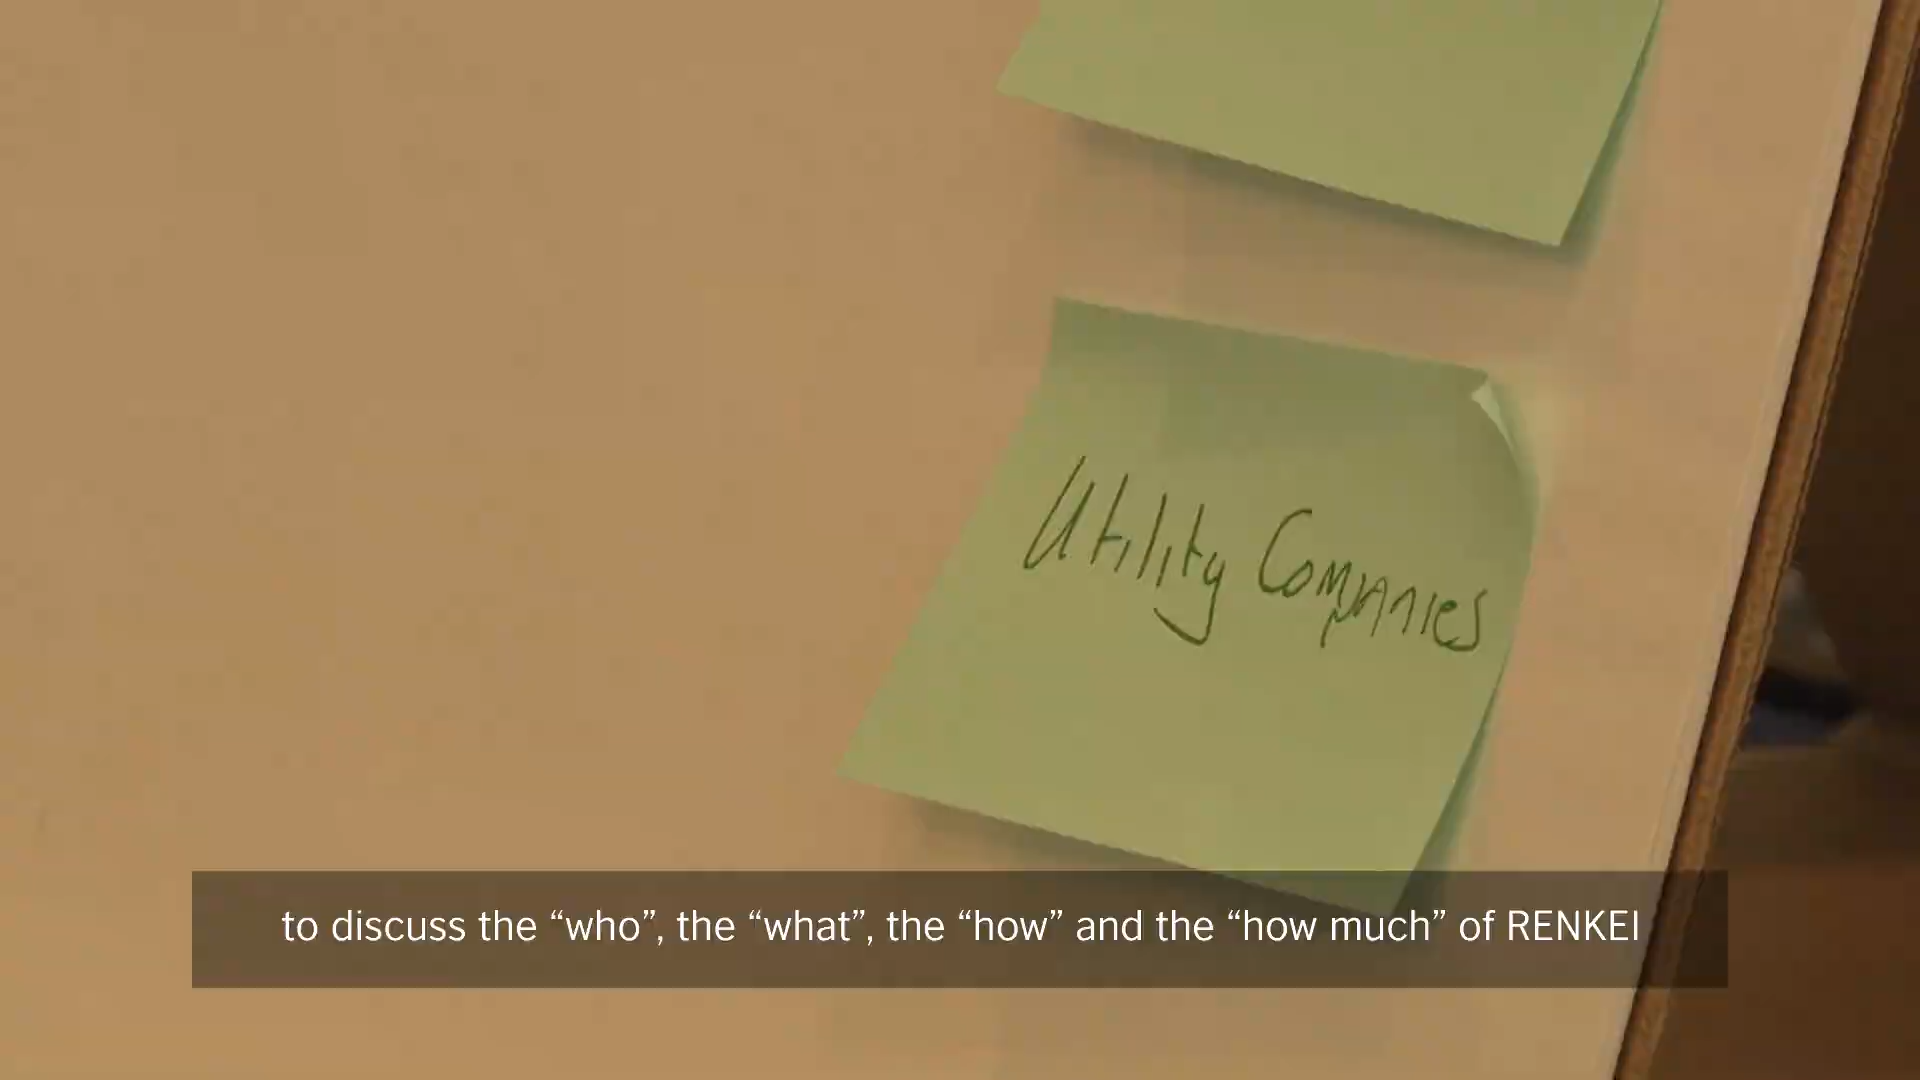 Utility Companies
to discuss the “who”, the “what”, the “how” and the “how much” of RENKEI